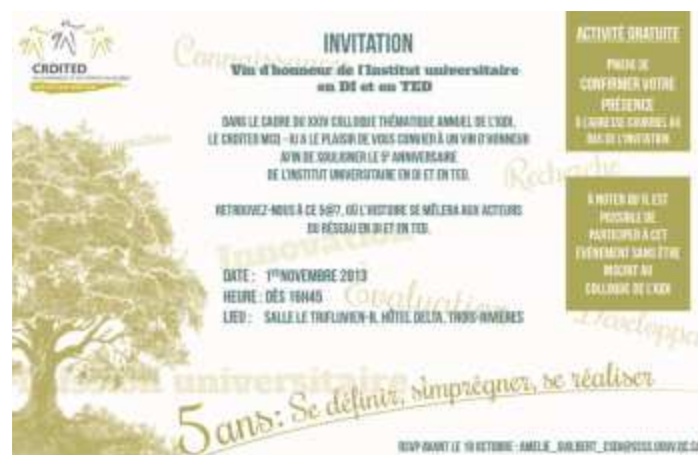 CRDITED
INVITATION
Vin d'honneur de l'Institut universitaire
en DI et en TED
DANS LE CADRE DU XXIV COLLOQUE THÉMATIQUE ANNUEL DE L'IQDI,
LE CRDITED MCQ - IU A LE PLAISIR DE VOUS CONVIER À UN VIN D'HONNEUR
AFIN DE SOULIGNER LE 5e ANNIVERSAIRE
DE L'INSTITUT UNIVERSITAIRE EN DI ET EN TED.
RETROUVEZ-NOUS À CE 5@7, OÙ L'HISTOIRE SE MÊLERA AUX ACTEURS
DU RÉSEAU EN DI ET EN TED.
DATE : 1er NOVEMBRE 2013
HEURE : DÈS 16H45
LIEU : SALLE LE TRIFLUVIEN-B, HÔTEL DELTA, TROIS-RIVIÈRES
ACTIVITÉ GRATUITE
PRIÈRE DE
CONFIRMER VOTRE
PRÉSENCE
À L'ADRESSE COURRIEL AU
BAS DE L'INVITATION
À NOTER QU'IL EST
POSSIBLE DE
PARTICIPER À CET
ÉVÉNEMENT SANS ÊTRE
INSCRIT AU
COLLOQUE DE L'IQDI
Connaissance
Recherche
Innovation
Évaluation
Développe
universitaire
5 ans: Se définir, s'imprégner, se réaliser
RSVP AVANT LE 18 OCTOBRE :